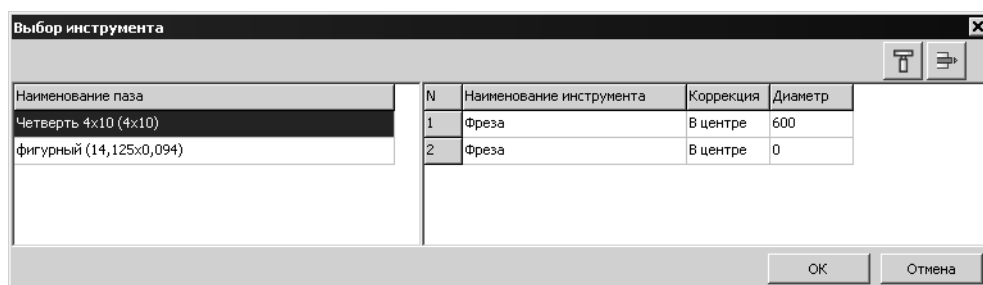 Выбор инструмента
Наименование паза
Четверть 4x10 (4x10)
фигурный (14,125x0,094)
N Наименование инструмента Коррекция Диаметр
1 Фреза В центре 600
2 Фреза В центре 0
ОК Отмена